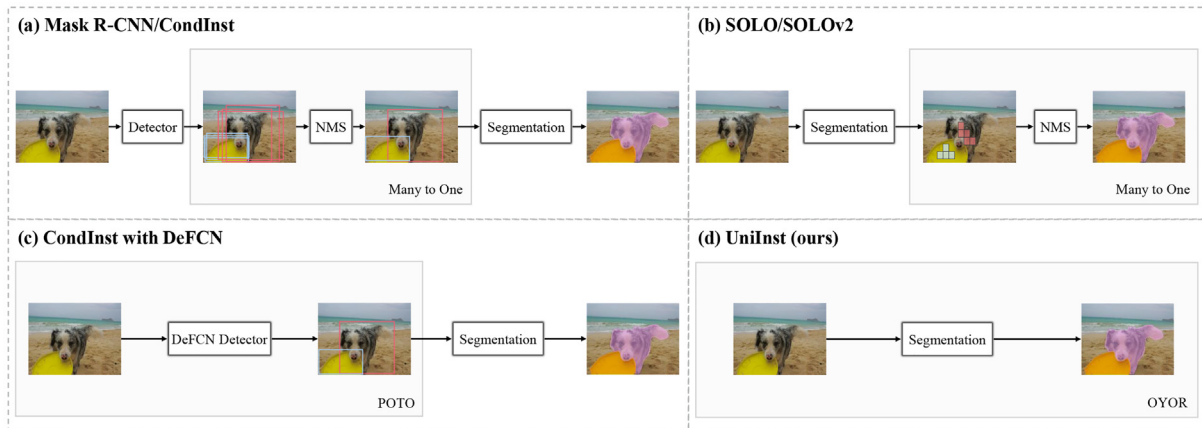 (a) Mask R-CNN/CondInst
Detector
NMS
Segmentation
Many to One
(b) SOLO/SOLOv2
Segmentation
NMS
Many to One
(c) CondInst with DeFCN
DeFCN Detector
Segmentation
POTO
(d) UniInst (ours)
Segmentation
OYOR